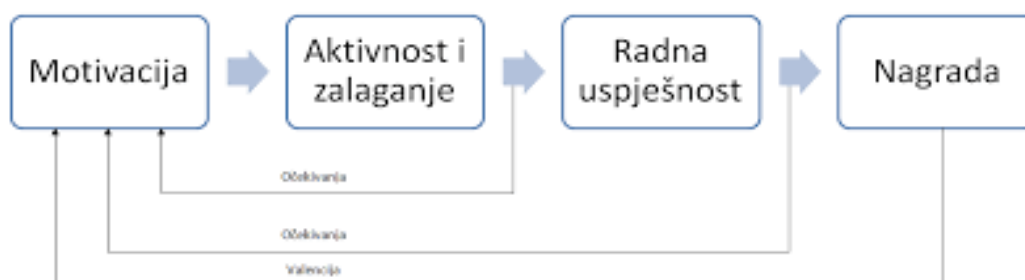 Motivacija
Aktivnost i
zalaganje
Radna
uspješnost
Nagrada
Očekivanja
Očekivanja
Valencija